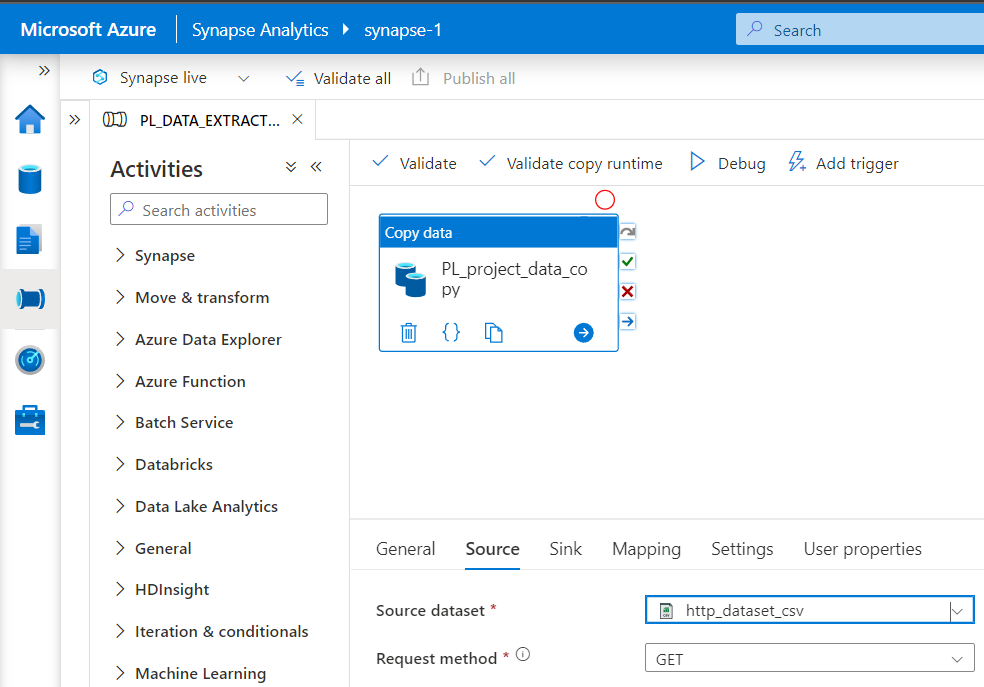 Microsoft Azure
Synapse Analytics
synapse-1
Search
Synapse live
Validate all
Publish all
PL_DATA_EXTRACT...
Activities
Search activities
Synapse
Move & transform
Azure Data Explorer
Azure Function
Batch Service
Databricks
Data Lake Analytics
General
HDInsight
Iteration & conditionals
Machine Learning
Validate
Validate copy runtime
Debug
Add trigger
Copy data
PL_project_data_co
py
General
Source
Sink
Mapping
Settings
User properties
Source dataset *
http_dataset_csv
Request method *
GET